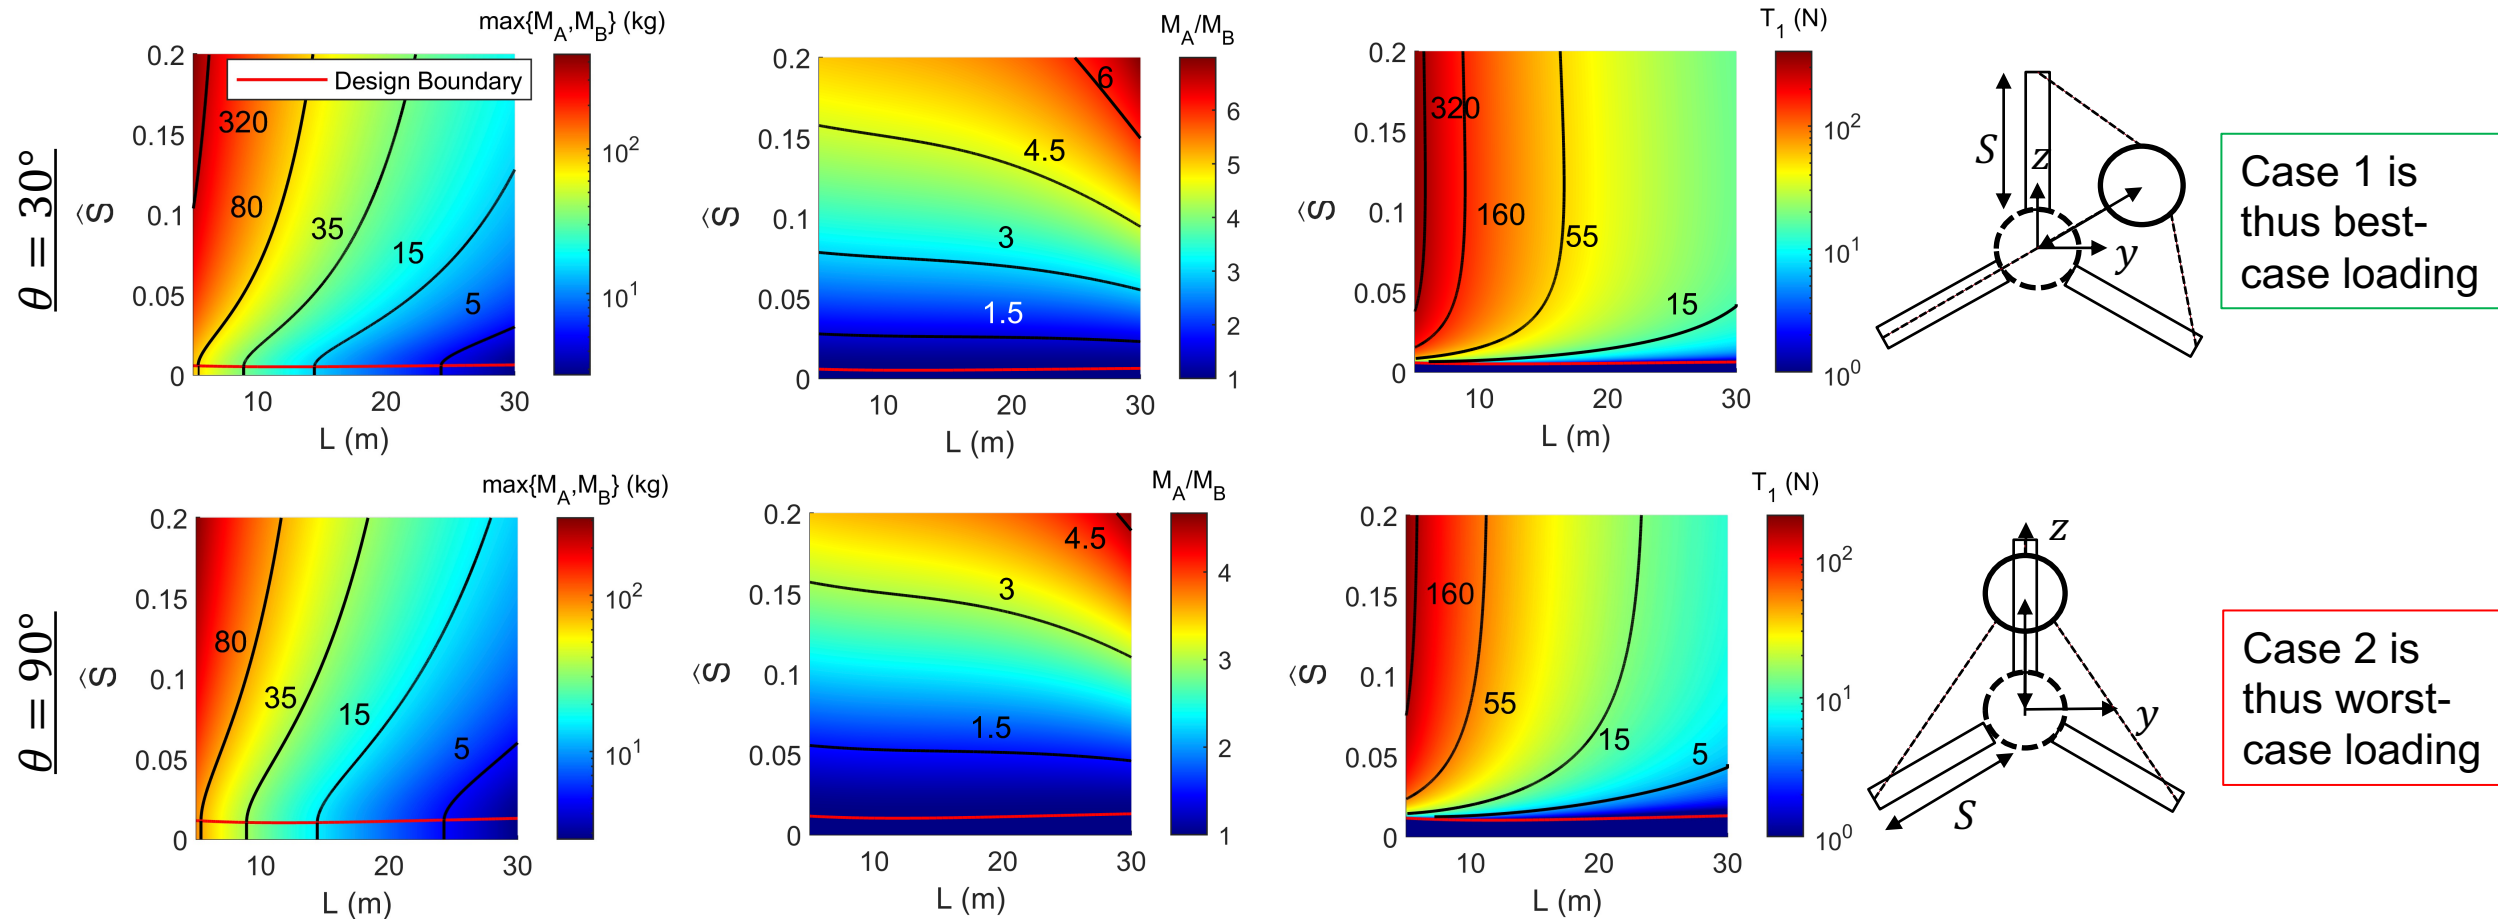 θ = 30°
max{M_A,M_B} (kg)
Design Boundary
320
80
35
15
5
0.2
0.15
0.1
0.05
0
Ŝ
10
20
30
L (m)
10^2
10^1
M_A/M_B
6
4.5
3
1.5
0.2
0.15
0.1
0.05
0
Ŝ
10
20
30
L (m)
6
5
4
3
2
1
T_1 (N)
320
160
55
15
0.2
0.15
0.1
0.05
0
Ŝ
10
20
30
L (m)
10^2
10^1
10^0
S
z
y
Case 1 is
thus best-
case loading
θ = 90°
max{M_A,M_B} (kg)
80
35
15
5
0.2
0.15
0.1
0.05
0
Ŝ
10
20
30
L (m)
10^2
10^1
M_A/M_B
4.5
3
1.5
0.2
0.15
0.1
0.05
0
Ŝ
10
20
30
L (m)
4
3
2
1
T_1 (N)
160
55
15
5
0.2
0.15
0.1
0.05
0
Ŝ
10
20
30
L (m)
10^2
10^1
10^0
z
y
S
Case 2 is
thus worst-
case loading